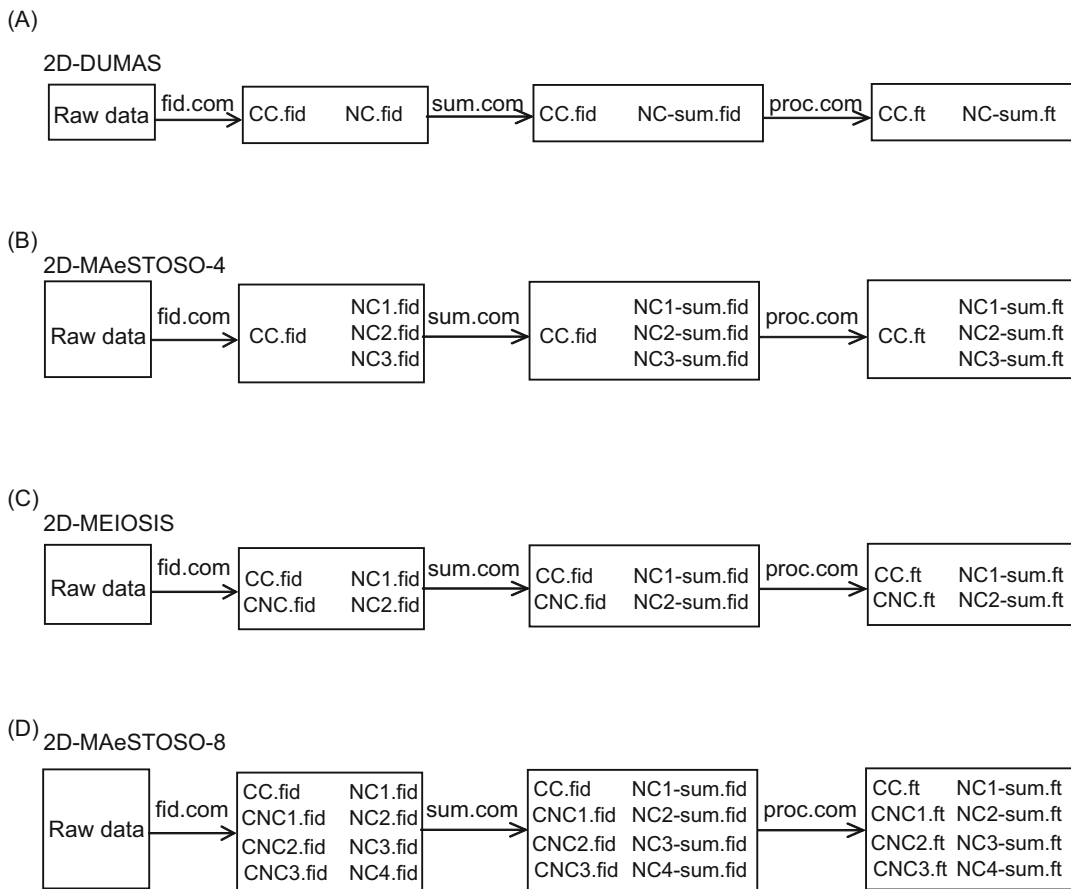 (A)
2D-DUMAS
Raw data fid.com CC.fid NC.fid sum.com CC.fid NC-sum.fid proc.com CC.ft NC-sum.ft
(B)
2D-MAeSTOSO-4
Raw data fid.com CC.fid NC1.fid NC2.fid NC3.fid sum.com CC.fid NC1-sum.fid NC2-sum.fid NC3-sum.fid proc.com CC.ft NC1-sum.ft NC2-sum.ft NC3-sum.ft
(C)
2D-MEIOSIS
Raw data fid.com
CC.fid NC1.fid
CNC.fid NC2.fid
sum.com
CC.fid NC1-sum.fid
CNC.fid NC2-sum.fid
proc.com
CC.ft NC1-sum.ft
CNC.ft NC2-sum.ft
(D)
2D-MAeSTOSO-8
Raw data fid.com
CC.fid NC1.fid
CNC1.fid NC2.fid
CNC2.fid NC3.fid
CNC3.fid NC4.fid
sum.com
CC.fid NC1-sum.fid
CNC1.fid NC2-sum.fid
CNC2.fid NC3-sum.fid
CNC3.fid NC4-sum.fid
proc.com
CC.ft NC1-sum.ft
CNC1.ft NC2-sum.ft
CNC2.ft NC3-sum.ft
CNC3.ft NC4-sum.ft